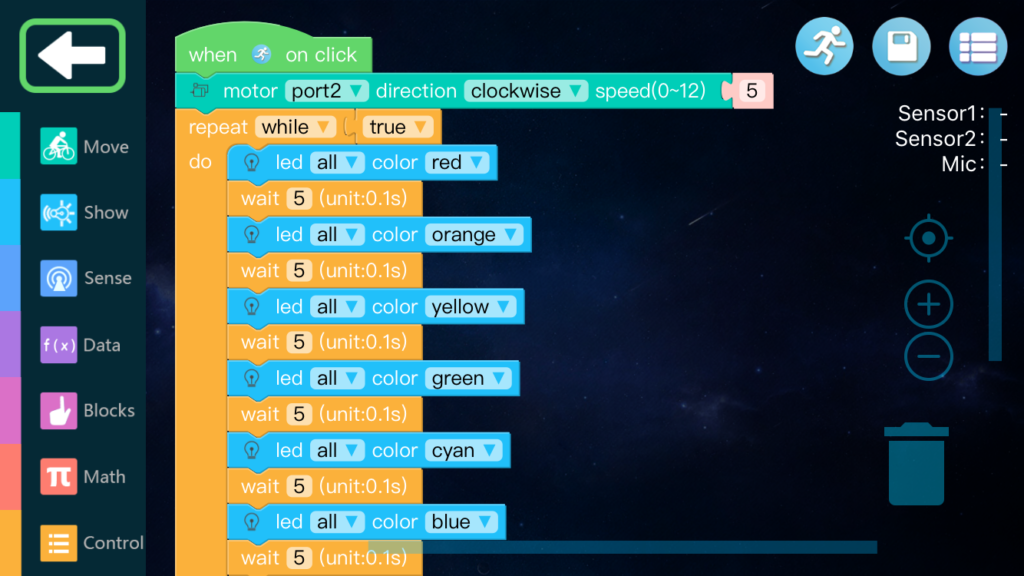 when on click
motor port2 direction clockwise speed(0~12) 5
repeat while true
do led all color red
wait 5 (unit:0.1s)
led all color orange
wait 5 (unit:0.1s)
led all color yellow
wait 5 (unit:0.1s)
led all color green
wait 5 (unit:0.1s)
led all color cyan
wait 5 (unit:0.1s)
led all color blue
wait 5 (unit:0.1s)
Move
Show
Sense
f(x) Data
Blocks
π Math
Control
Sensor1: -
Sensor2: -
Mic: -